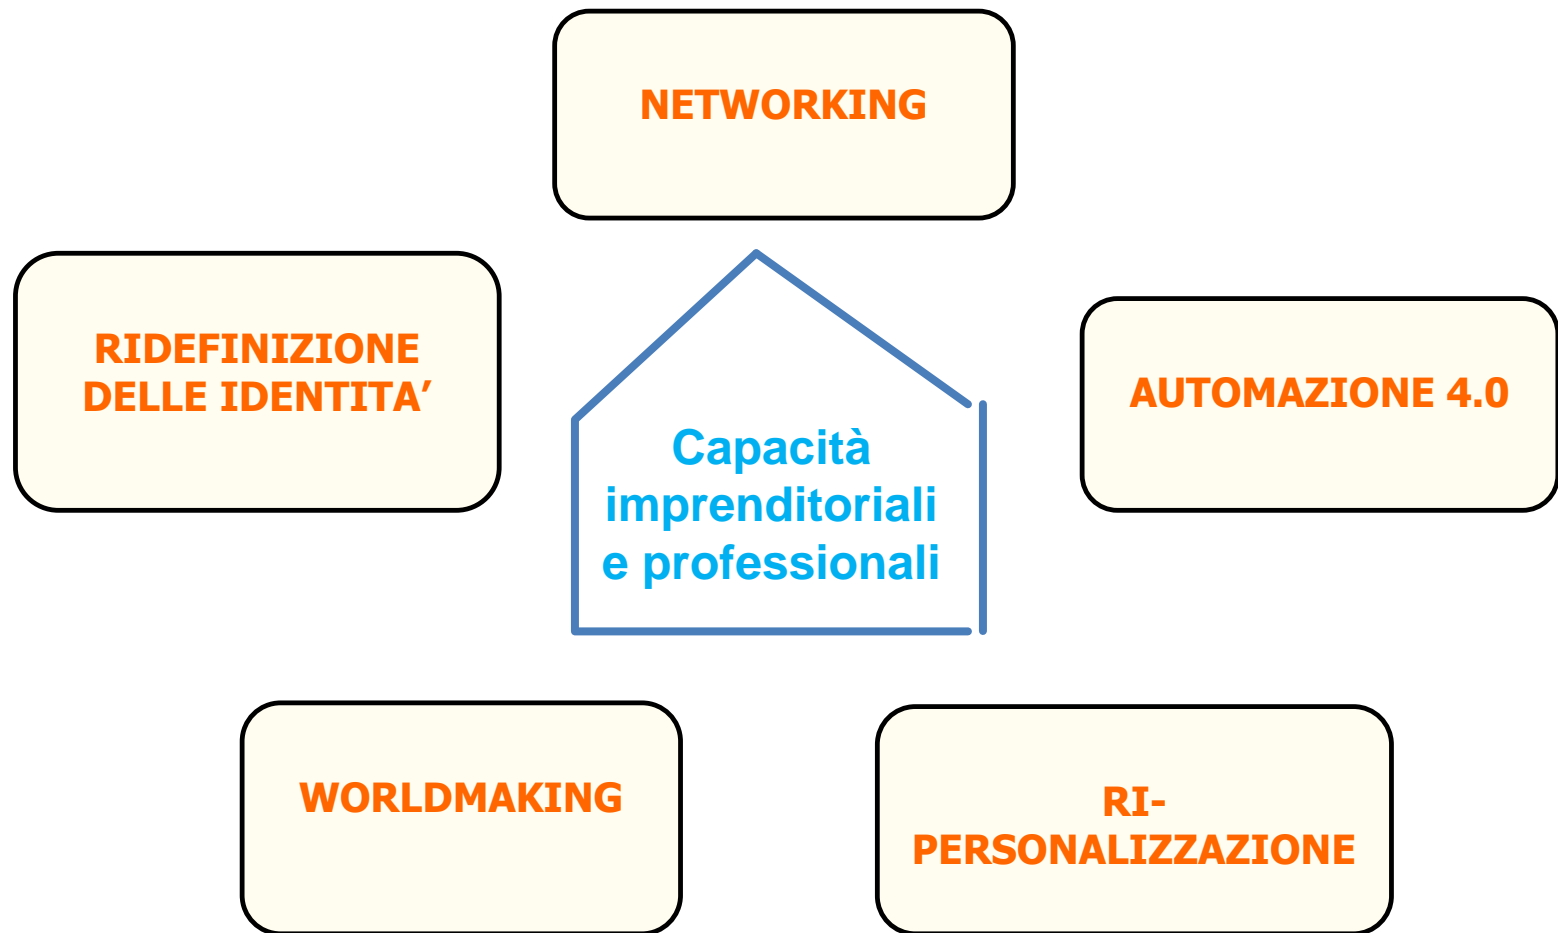 NETWORKING
RIDEFINIZIONE
DELLE IDENTITA’
AUTOMAZIONE 4.0
Capacità
imprenditoriali
e professionali
WORLDMAKING
RI-
PERSONALIZZAZIONE